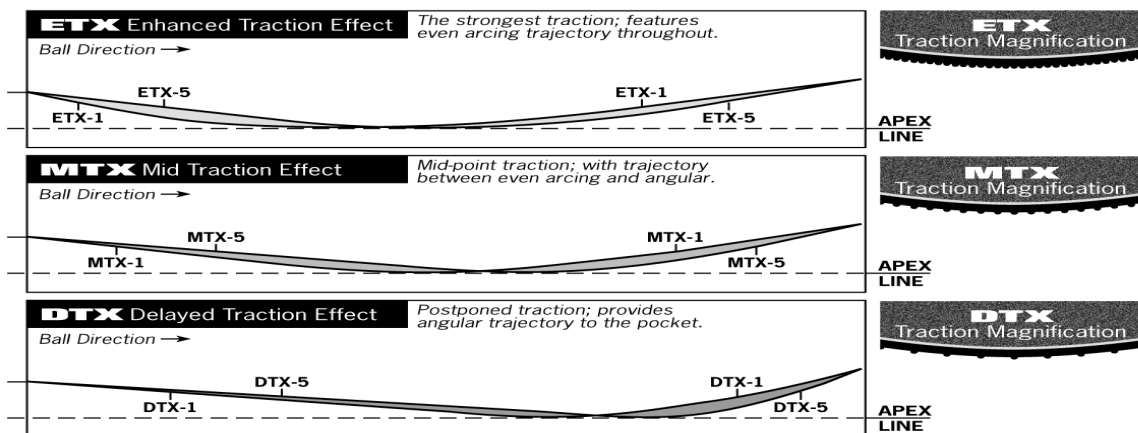 ETX Enhanced Traction Effect
The strongest traction; features
even arcing trajectory throughout.
Ball Direction →
ETX-5
ETX-1
ETX-1
ETX-5
APEX
LINE
ETX
Traction Magnification
MTX Mid Traction Effect
Mid-point traction; with trajectory
between even arcing and angular.
Ball Direction →
MTX-5
MTX-1
MTX-1
MTX-5
APEX
LINE
MTX
Traction Magnification
DTX Delayed Traction Effect
Postponed traction; provides
angular trajectory to the pocket.
Ball Direction →
DTX-5
DTX-1
DTX-1
DTX-5
APEX
LINE
DTX
Traction Magnification